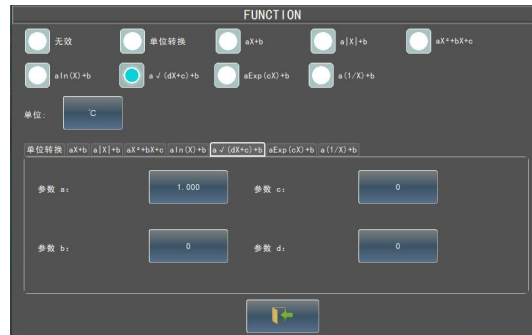 FUNCTION
无效 单位转换 aX+b a|X|+b aX²+bX+c
aln(X)+b a√(dX+c)+b aExp(cX)+b a(1/X)+b
单位: ℃
单位转换 aX+b a|X|+b aX²+bX+c aln(X)+b a√(dX+c)+b aExp(cX)+b a(1/X)+b
参数 a: 1.000 参数 c: 0
参数 b: 0 参数 d: 0